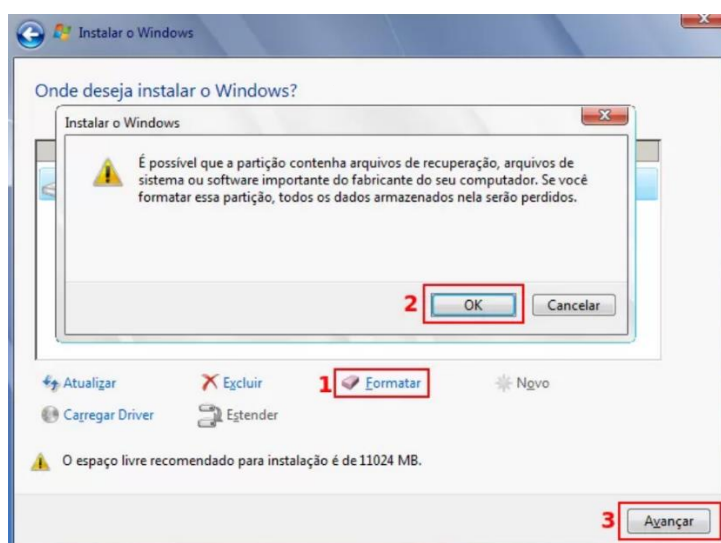 Instalar o Windows
Onde deseja instalar o Windows?
Instalar o Windows
É possível que a partição contenha arquivos de recuperação, arquivos de
sistema ou software importante do fabricante do seu computador. Se você
formatar essa partição, todos os dados armazenados nela serão perdidos.
2 OK Cancelar
Atualizar Excluir 1 Formatar Novo
Carregar Driver Estender
O espaço livre recomendado para instalação é de 11024 MB.
3 Avançar